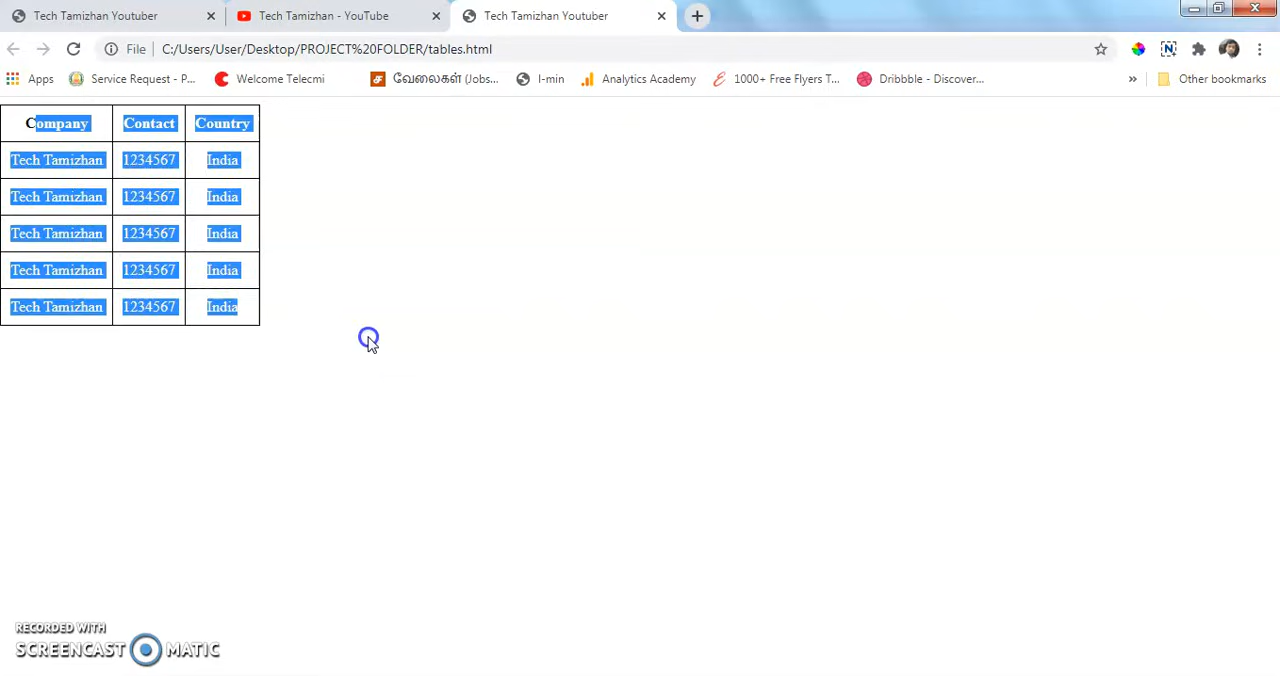 Tech Tamizhan Youtuber
Tech Tamizhan - YouTube
Tech Tamizhan Youtuber
File C:/Users/User/Desktop/PROJECT%20FOLDER/tables.html
Apps Service Request - P... Welcome Telecmi வேலைகள் (Jobs... I-min Analytics Academy 1000+ Free Flyers T... Dribbble - Discover... » Other bookmarks
Company Contact Country
Tech Tamizhan 1234567 India
Tech Tamizhan 1234567 India
Tech Tamizhan 1234567 India
Tech Tamizhan 1234567 India
Tech Tamizhan 1234567 India
RECORDED WITH
SCREENCAST MATIC